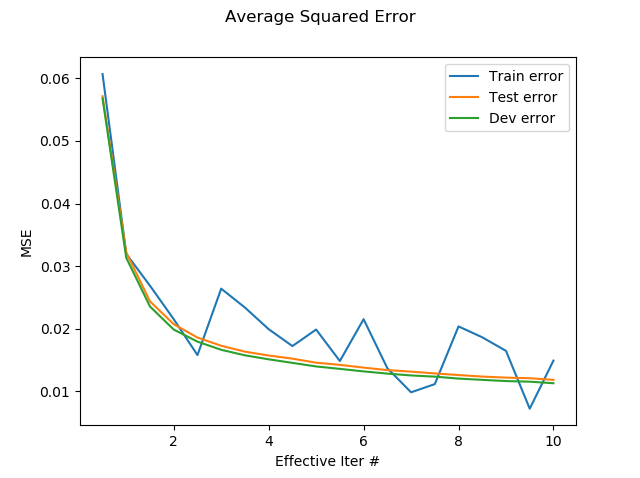 Average Squared Error
Train error
Test error
Dev error
0.06
0.05
0.04
0.03
0.02
0.01
MSE
2
4
6
8
10
Effective Iter #